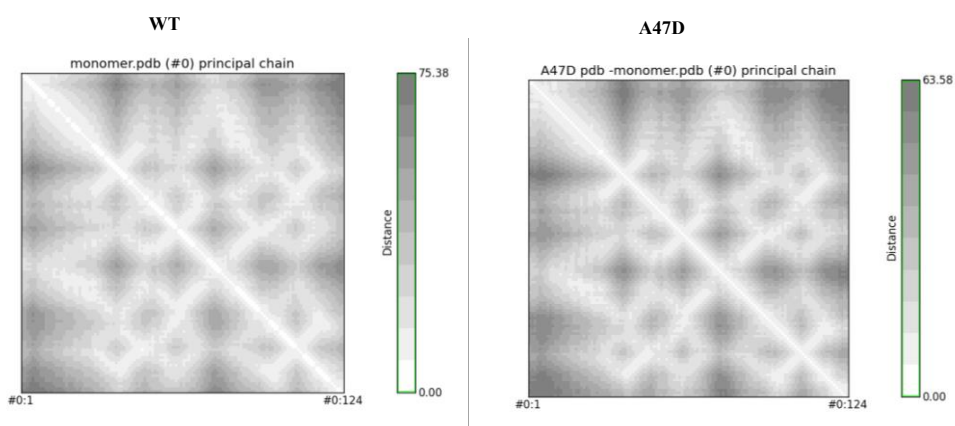 WT
monomer.pdb (#0) principal chain
75.38
Distance
0.00
#0:1
#0:124
A47D
A47D pdb -monomer.pdb (#0) principal chain
63.58
Distance
0.00
#0:1
#0:124